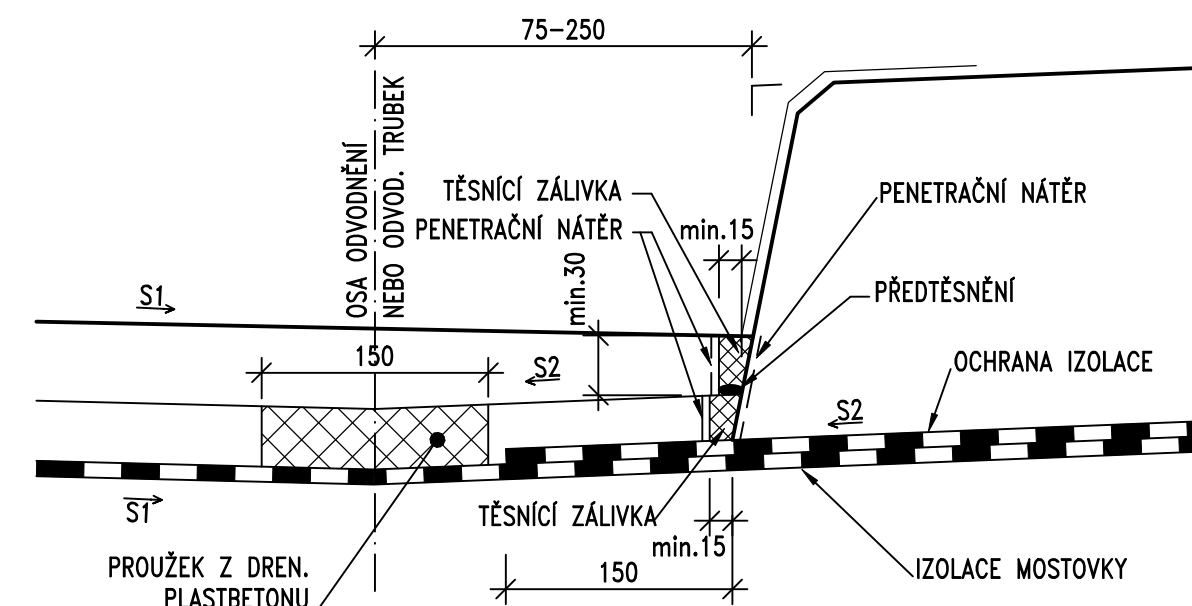 75-250
OSA ODVODNĚNÍ
NEBO ODVOD. TRUBEK
TĚSNÍCÍ ZÁLIVKA
PENETRAČNÍ NÁTĚR
min.15
PENETRAČNÍ NÁTĚR
min.30
PŘEDTĚSNĚNÍ
S1
150
S2
OCHRANA IZOLACE
S2
S1
TĚSNÍCÍ ZÁLIVKA
min.15
PROUŽEK Z DREN.
PLASTBETONU
150
IZOLACE MOSTOVKY